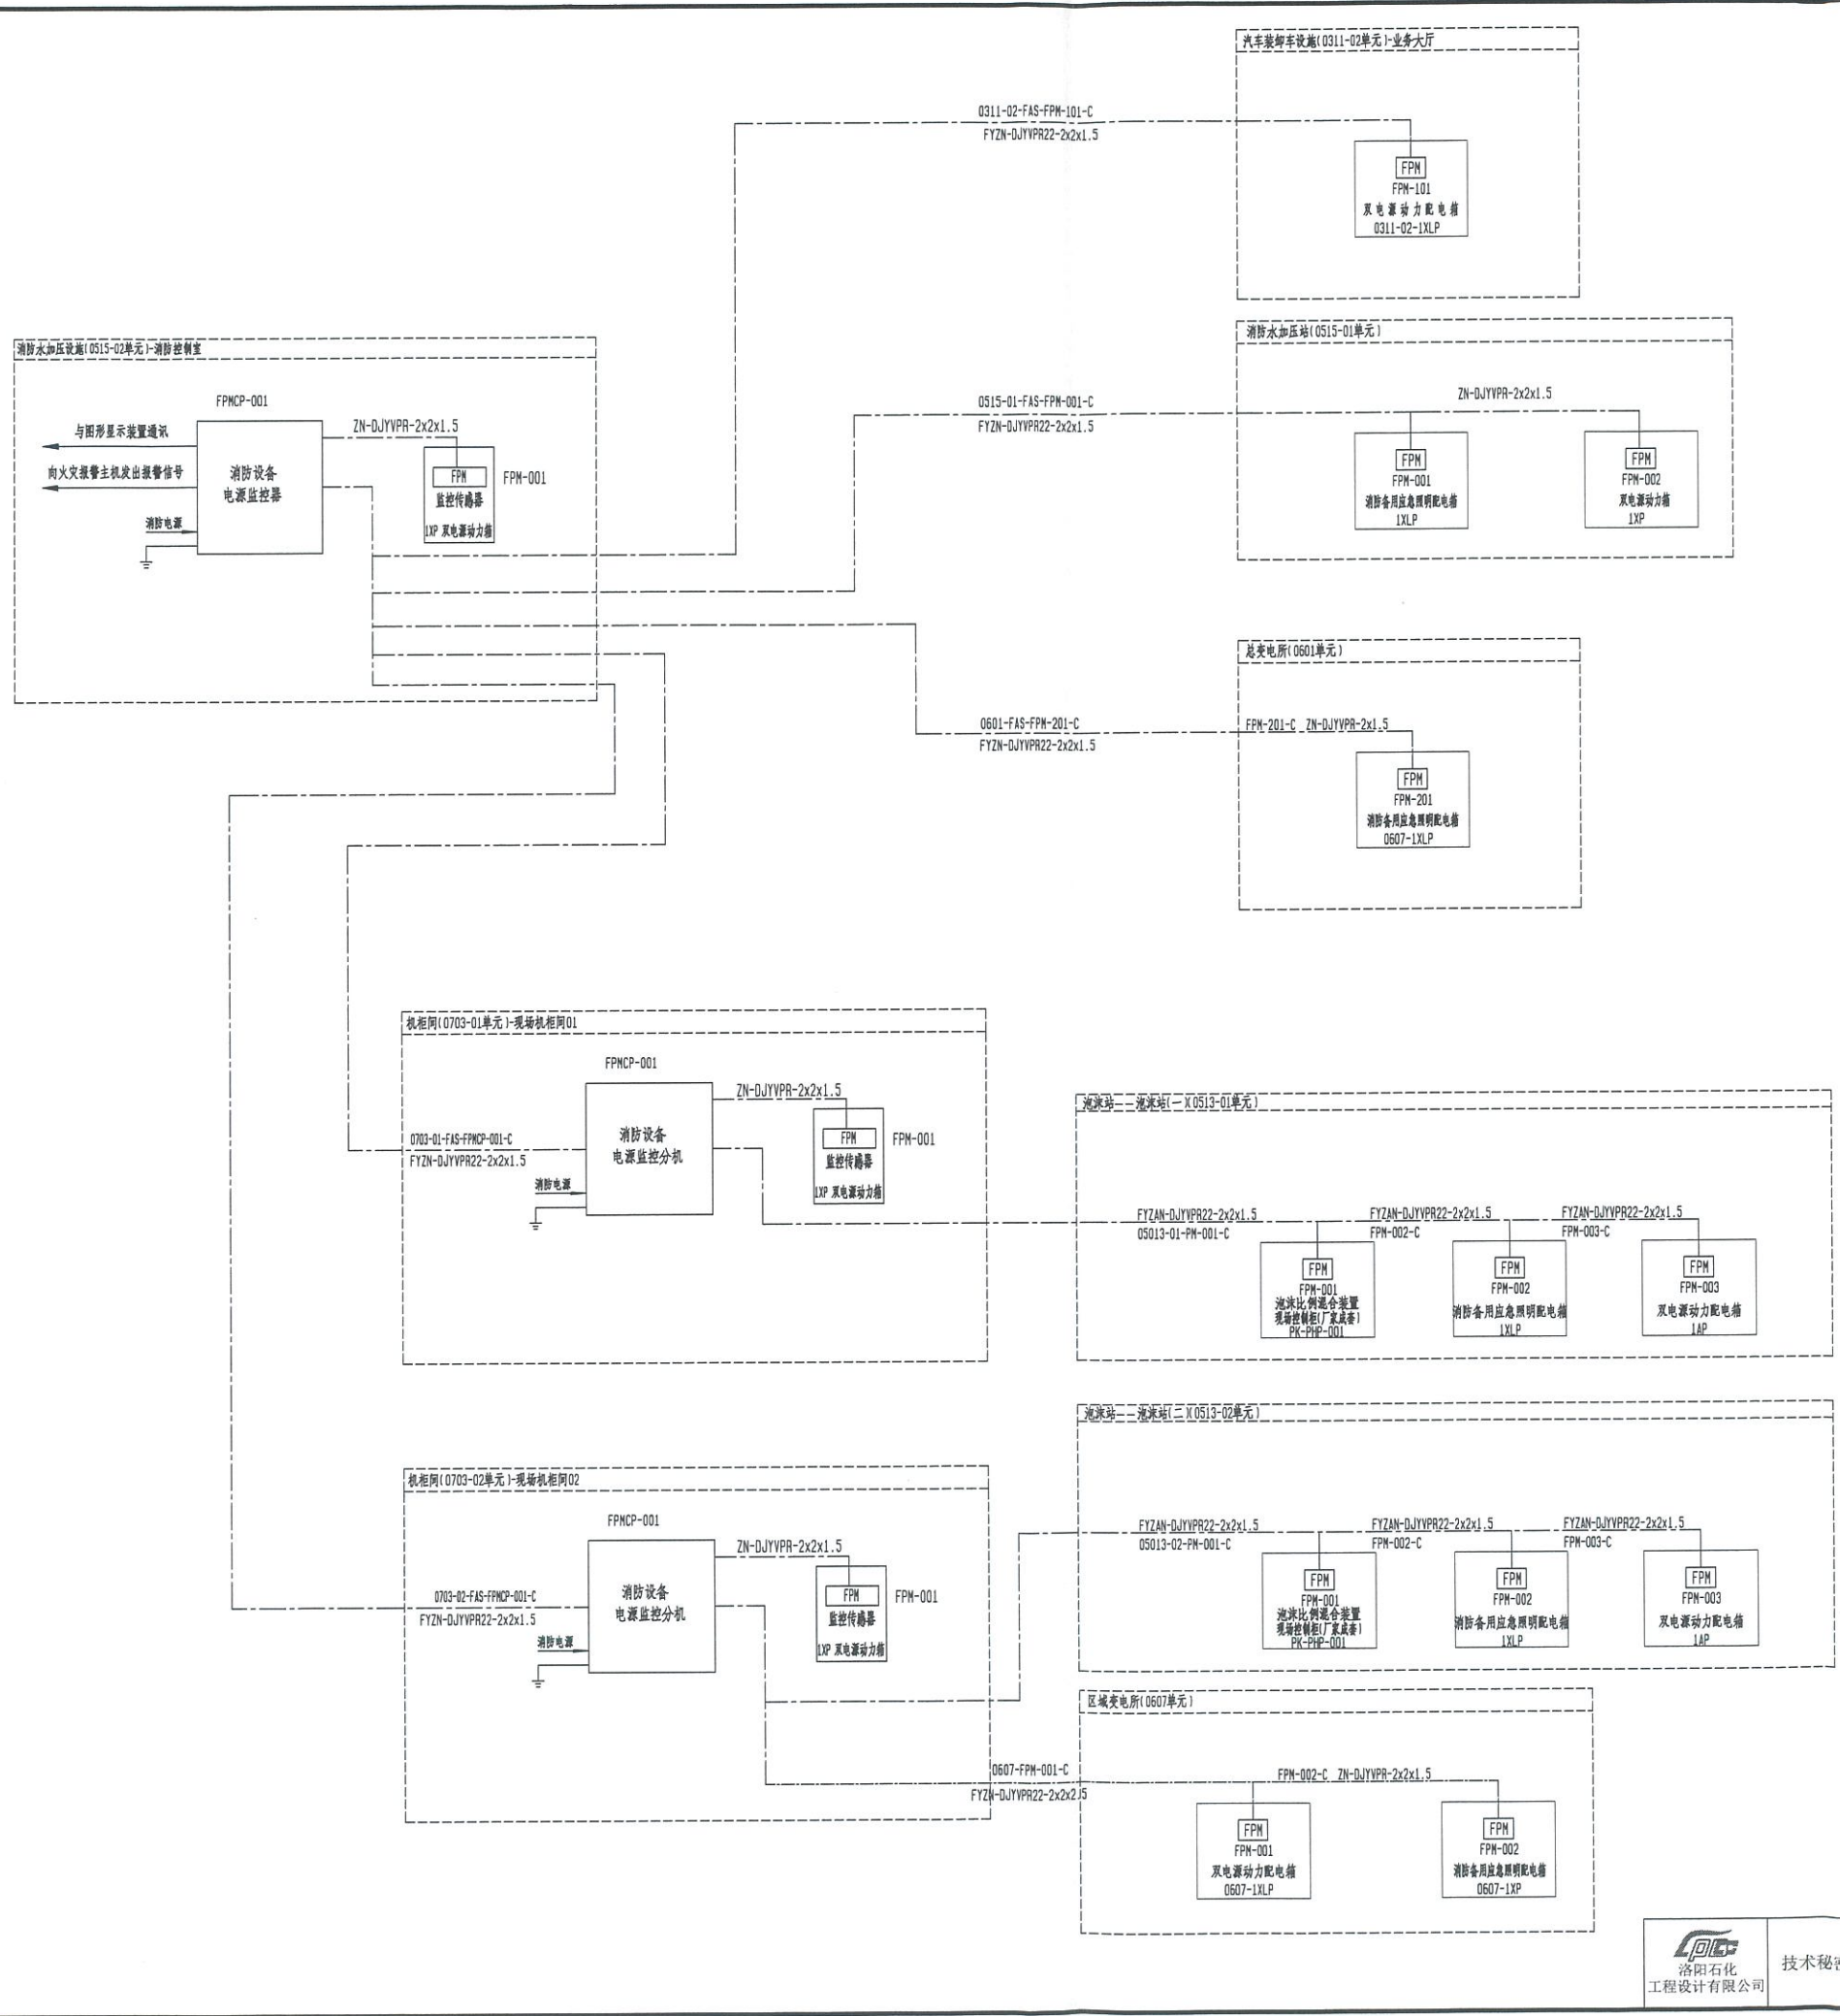 汽车装卸车设施(0311-02单元)-业务大厅
0311-02-FAS-FPM-101-C
FYZN-DJYVPR22-2x2x1.5
FPM
FPM-101
双电源动力配电箱
0311-02-1XLP
消防水加压站(0515-01单元)
0515-01-FAS-FPM-001-C
FYZN-DJYVPR22-2x2x1.5
ZN-DJYVPR-2x2x1.5
FPM
FPM-001
消防备用应急照明配电箱
1XLP
FPM
FPM-002
双电源动力箱
1XP
消防水加压设施(0515-02单元)-消防控制室
FPMCP-001
与图形显示装置通讯
向火灾报警主机发出报警信号
消防电源
消防设备
电源监控器
ZN-DJYVPR-2x2x1.5
FPM
监控传感器
1XP 双电源动力箱
FPM-001
总变电所(0601单元)
0601-FAS-FPM-201-C
FYZN-DJYVPR22-2x2x1.5
FPM-201-C ZN-DJYVPR-2x1.5
FPM
FPM-201
消防备用应急照明配电箱
0607-1XLP
机柜间(0703-01单元)-现场机柜间01
FPMCP-001
0703-01-FAS-FPMCP-001-C
FYZN-DJYVPR22-2x2x1.5
消防电源
消防设备
电源监控分机
ZN-DJYVPR-2x2x1.5
FPM
监控传感器
1XP 双电源动力箱
FPM-001
泡沫站——泡沫站(一)(0513-01单元)
FYZAN-DJYVPR22-2x2x1.5
05013-01-PM-001-C
FYZAN-DJYVPR22-2x2x1.5
FPM-002-C
FYZAN-DJYVPR22-2x2x1.5
FPM-003-C
FPM
FPM-001
泡沫比例混合装置
现场控制柜(厂家成套)
PK-PHP-001
FPM
FPM-002
消防备用应急照明配电箱
1XLP
FPM
FPM-003
双电源动力配电箱
1AP
泡沫站——泡沫站(二)(0513-02单元)
FYZAN-DJYVPR22-2x2x1.5
05013-02-PM-001-C
FYZAN-DJYVPR22-2x2x1.5
FPM-002-C
FYZAN-DJYVPR22-2x2x1.5
FPM-003-C
FPM
FPM-001
泡沫比例混合装置
现场控制柜(厂家成套)
PK-PHP-001
FPM
FPM-002
消防备用应急照明配电箱
1XLP
FPM
FPM-003
双电源动力配电箱
1AP
机柜间(0703-02单元)-现场机柜间02
FPMCP-001
0703-02-FAS-FPMCP-001-C
FYZN-DJYVPR22-2x2x1.5
消防电源
消防设备
电源监控分机
ZN-DJYVPR-2x2x1.5
FPM
监控传感器
1XP 双电源动力箱
FPM-001
区域变电所(0607单元)
0607-FPM-001-C
FYZN-DJYVPR22-2x2x2.5
FPM-002-C ZN-DJYVPR-2x2x1.5
FPM
FPM-001
双电源动力配电箱
0607-1XLP
FPM
FPM-002
消防备用应急照明配电箱
0607-1XP
洛阳石化
工程设计有限公司
技术秘密